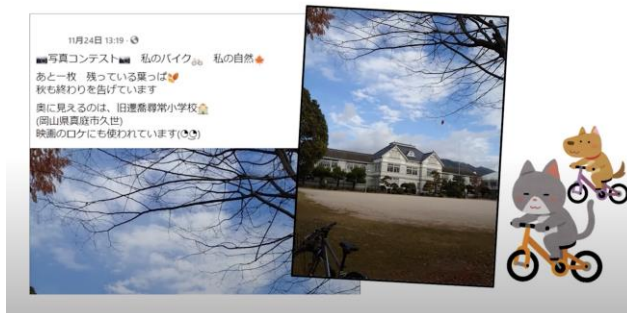 11月24日 13:19 ·
📷写真コンテスト📷 私のバイク🚲 私の自然🍁
あと一枚 残っている葉っぱ🍂
秋も終わりを告げています
奥に見えるのは、旧遷喬尋常小学校🏫
(岡山県真庭市久世)
映画のロケにも使われています(◔‿◔)